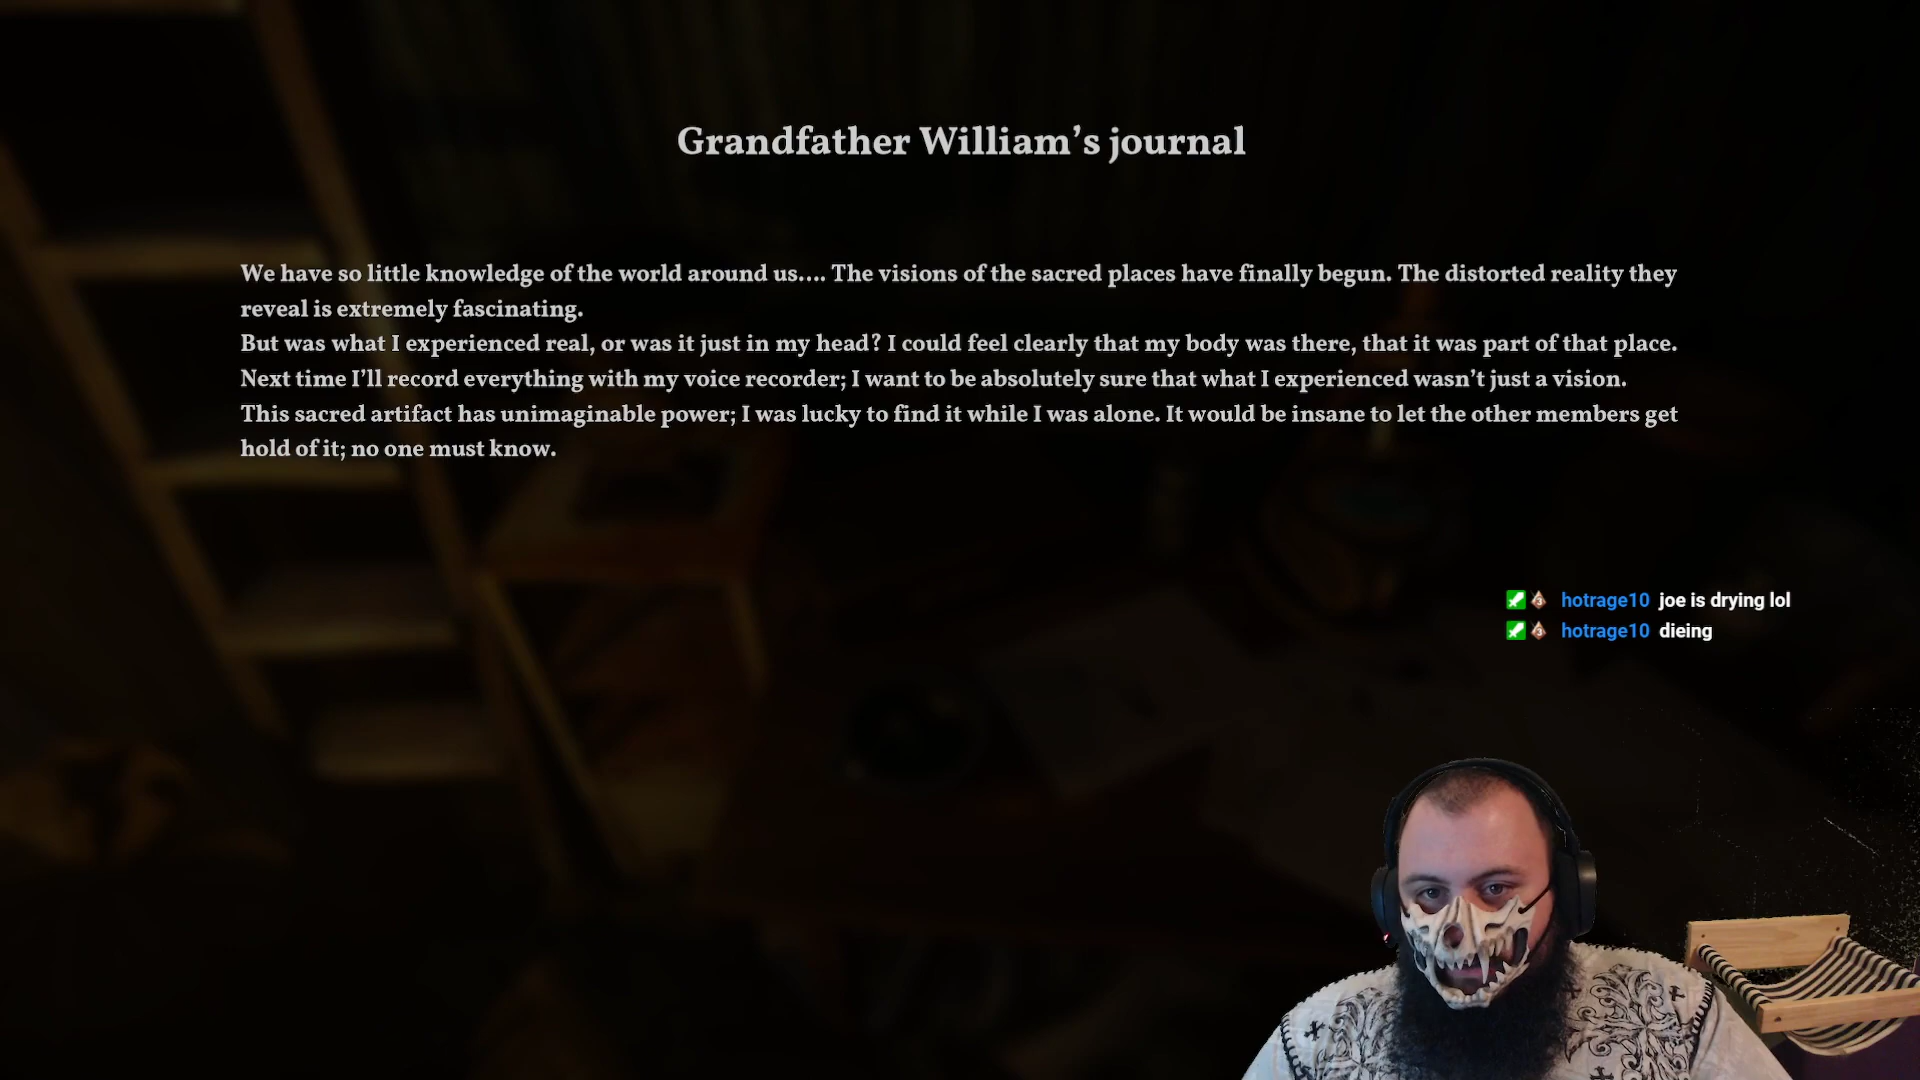 Grandfather William’s journal
We have so little knowledge of the world around us.... The visions of the sacred places have finally begun. The distorted reality they
reveal is extremely fascinating.
But was what I experienced real, or was it just in my head? I could feel clearly that my body was there, that it was part of that place.
Next time I’ll record everything with my voice recorder; I want to be absolutely sure that what I experienced wasn’t just a vision.
This sacred artifact has unimaginable power; I was lucky to find it while I was alone. It would be insane to let the other members get
hold of it; no one must know.
hotrage10 joe is drying lol
hotrage10 dieing